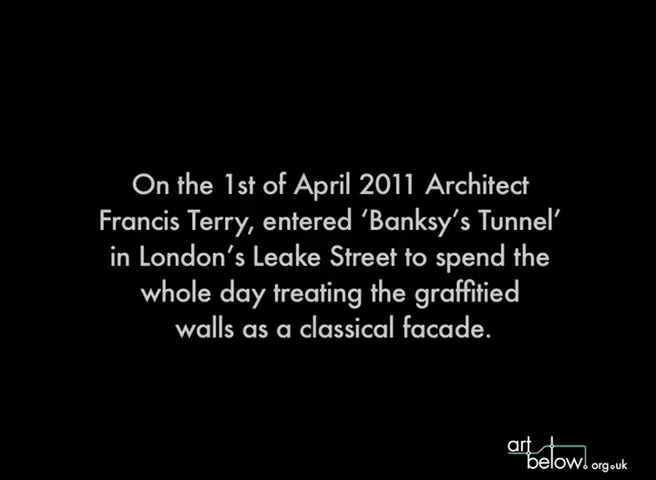 On the 1st of April 2011 Architect
Francis Terry, entered ‘Banksy’s Tunnel’
in London’s Leake Street to spend the
whole day treating the graffitied
walls as a classical facade.
art
below.org.uk